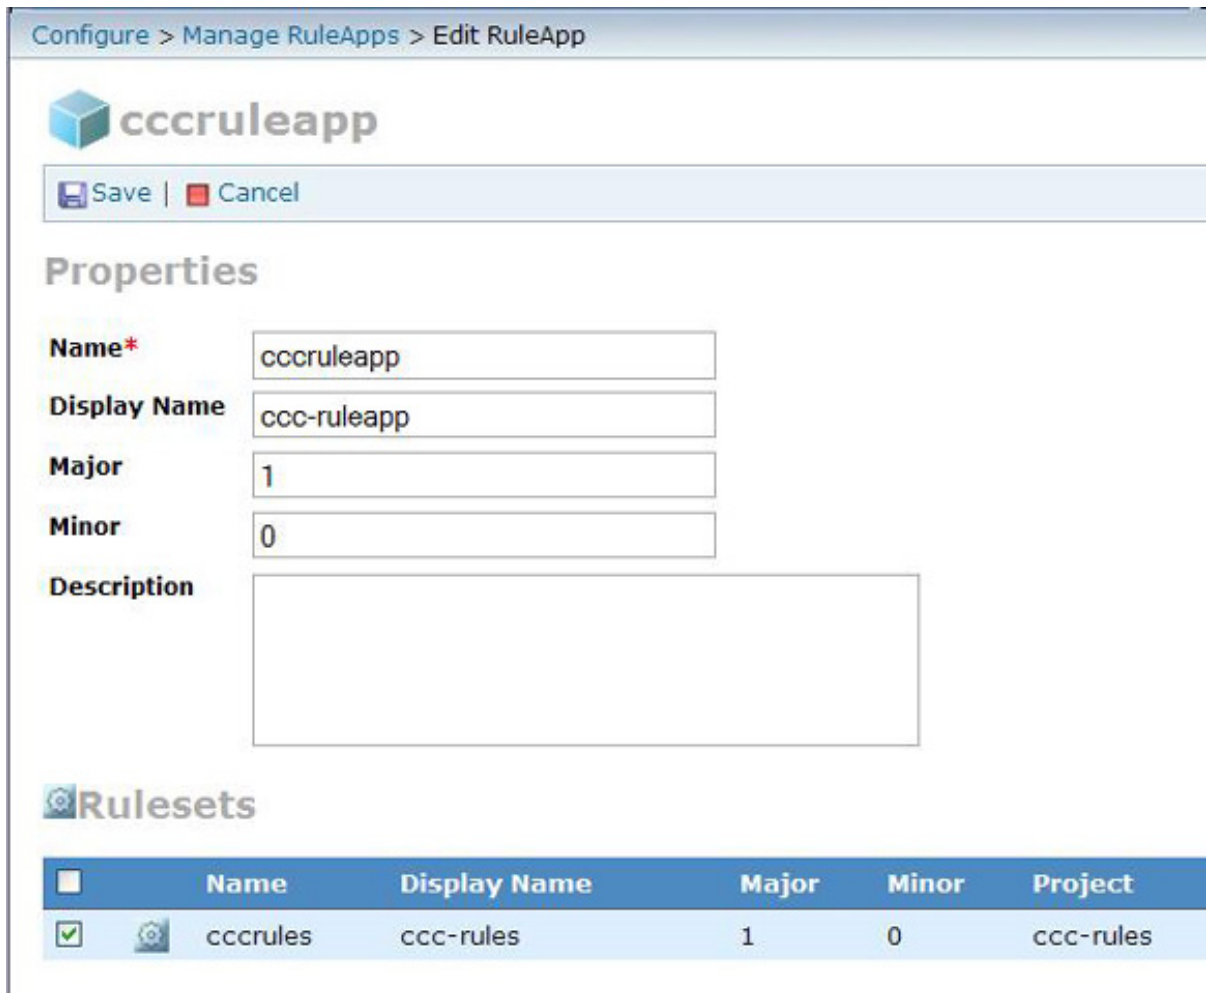 Configure > Manage RuleApps > Edit RuleApp
cccruleapp
Save | Cancel
Properties
Name* cccruleapp
Display Name ccc-ruleapp
Major 1
Minor 0
Description
Rulesets
Name Display Name Major Minor Project
cccrules ccc-rules 1 0 ccc-rules